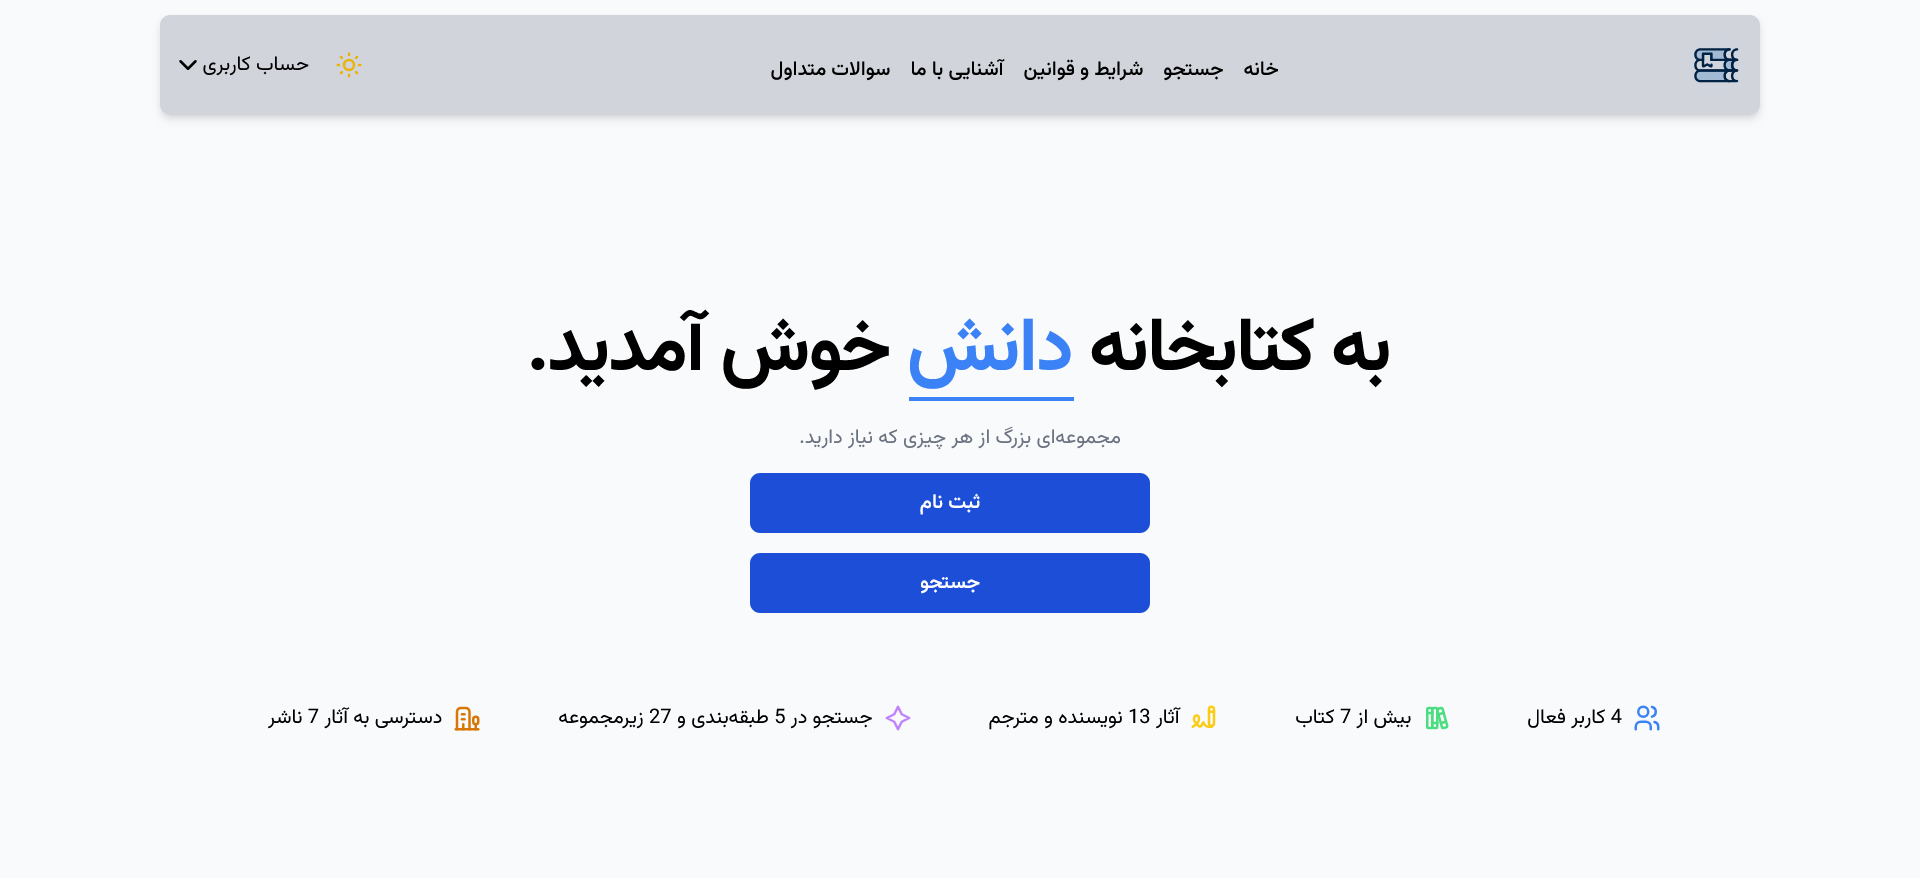 خانه جستجو شرایط و قوانین آشنایی با ما سوالات متداول حساب کاربری
به کتابخانه دانش خوش آمدید.
مجموعه‌ای بزرگ از هر چیزی که نیاز دارید.
ثبت نام
جستجو
4 کاربر فعال بیش از 7 کتاب آثار 13 نویسنده و مترجم جستجو در 5 طبقه‌بندی و 27 زیرمجموعه دسترسی به آثار 7 ناشر